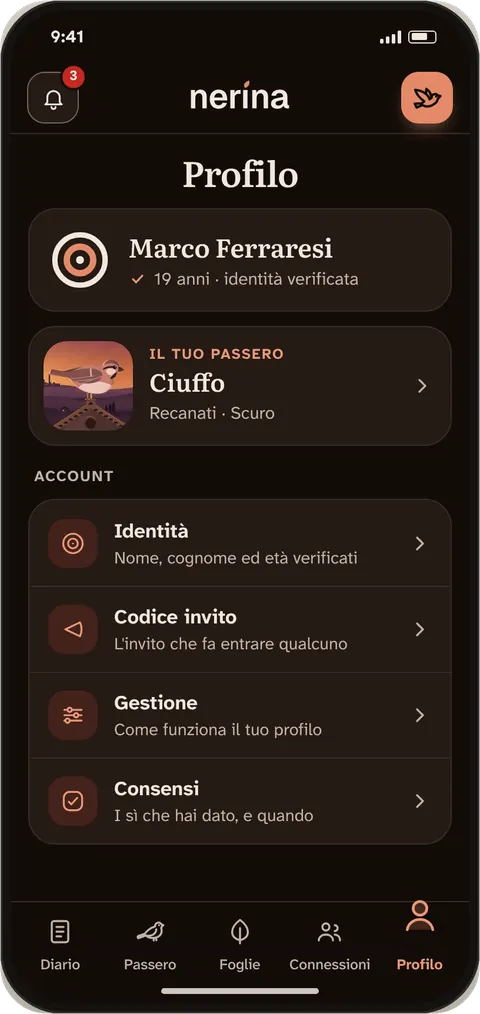 9:41
3
nerina
Profilo
Marco Ferraresi
19 anni · identità verificata
IL TUO PASSERO
Ciuffo
Recanati · Scuro
ACCOUNT
Identità
Nome, cognome ed età verificati
Codice invito
L'invito che fa entrare qualcuno
Gestione
Come funziona il tuo profilo
Consensi
I sì che hai dato, e quando
Diario
Passero
Foglie
Connessioni
Profilo